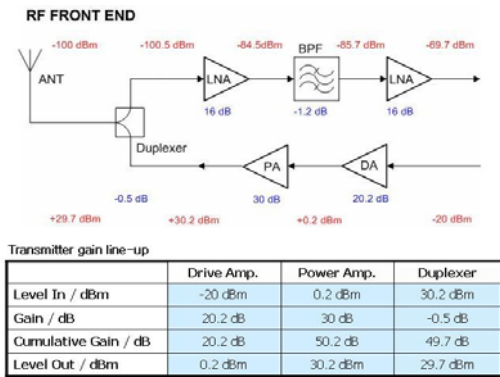 RF FRONT END
-100 dBm -100.5 dBm -84.5dBm BPF -85.7 dBm -69.7 dBm
ANT LNA LNA
16 dB -1.2 dB 16 dB
Duplexer
PA DA
-0.5 dB 30 dB 20.2 dB
+29.7 dBm +30.2 dBm +0.2 dBm -20 dBm
Transmitter gain line-up
Drive Amp. Power Amp. Duplexer
Level In / dBm -20 dBm 0.2 dBm 30.2 dBm
Gain / dB 20.2 dB 30 dB -0.5 dB
Cumulative Gain / dB 20.2 dB 50.2 dB 49.7 dB
Level Out / dBm 0.2 dBm 30.2 dBm 29.7 dBm